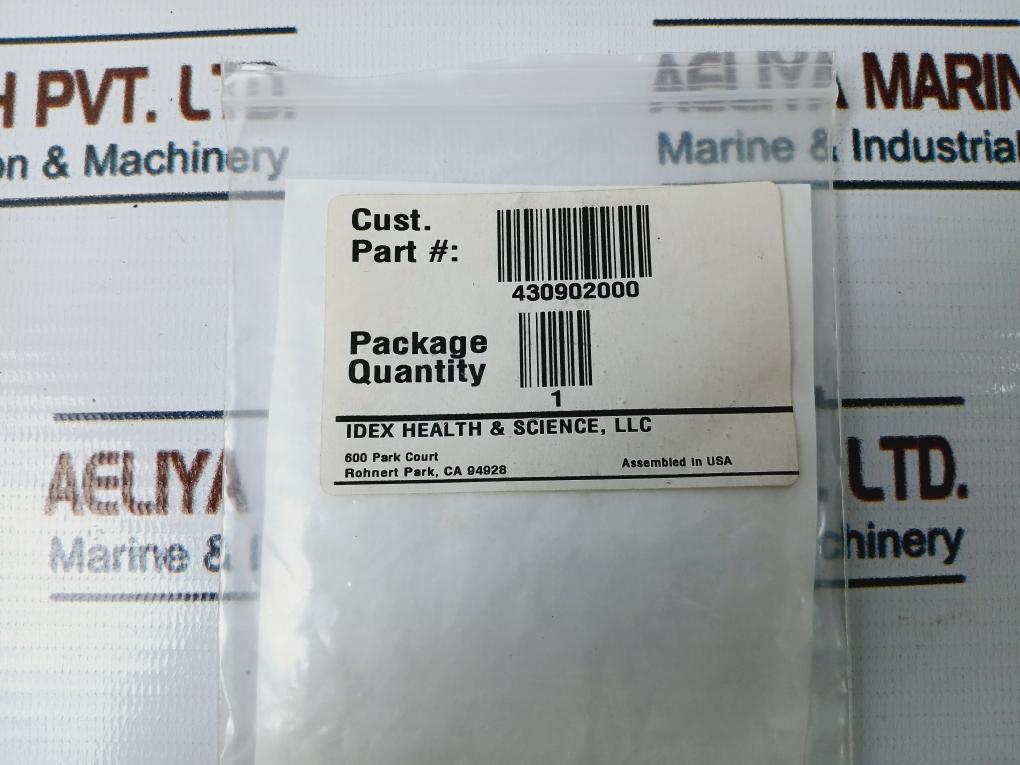 H PVT. LTD.
on & Machinery
AELIYA MARIN
Marine & Industrial
Cust.
Part #:
430902000
Package
Quantity
1
IDEX HEALTH & SCIENCE, LLC
600 Park Court
Rohnert Park, CA 94928
Assembled in USA
AELIYA
Marine & I
LTD.
chinery